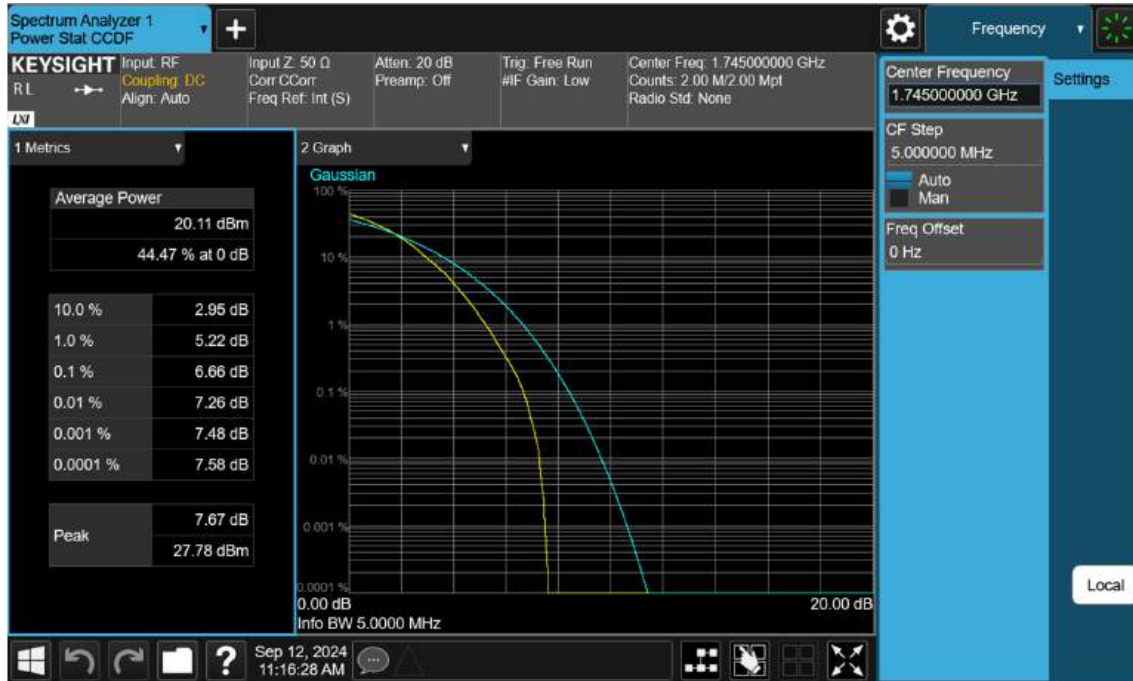 Spectrum Analyzer 1
Power Stat CCDF
+
Frequency
KEYSIGHT
RL
LXI
Input: RF
Coupling: DC
Align: Auto
Input Z: 50 Ω
Corr CCorr
Freq Ref: Int (S)
Atten: 20 dB
Preamp: Off
Trig: Free Run
#IF Gain: Low
Center Freq: 1.745000000 GHz
Counts: 2.00 M/2.00 Mpt
Radio Std: None
Center Frequency
1.745000000 GHz
Settings
CF Step
5.000000 MHz
Auto
Man
Freq Offset
0 Hz
1 Metrics
Average Power
20.11 dBm
44.47 % at 0 dB
10.0 % 2.95 dB
1.0 % 5.22 dB
0.1 % 6.66 dB
0.01 % 7.26 dB
0.001 % 7.48 dB
0.0001 % 7.58 dB
Peak
7.67 dB
27.78 dBm
2 Graph
Gaussian
100 %
10 %
1 %
0.1 %
0.01 %
0.001 %
0.0001 %
0.00 dB 20.00 dB
Info BW 5.0000 MHz
Local
?
Sep 12, 2024
11:16:28 AM